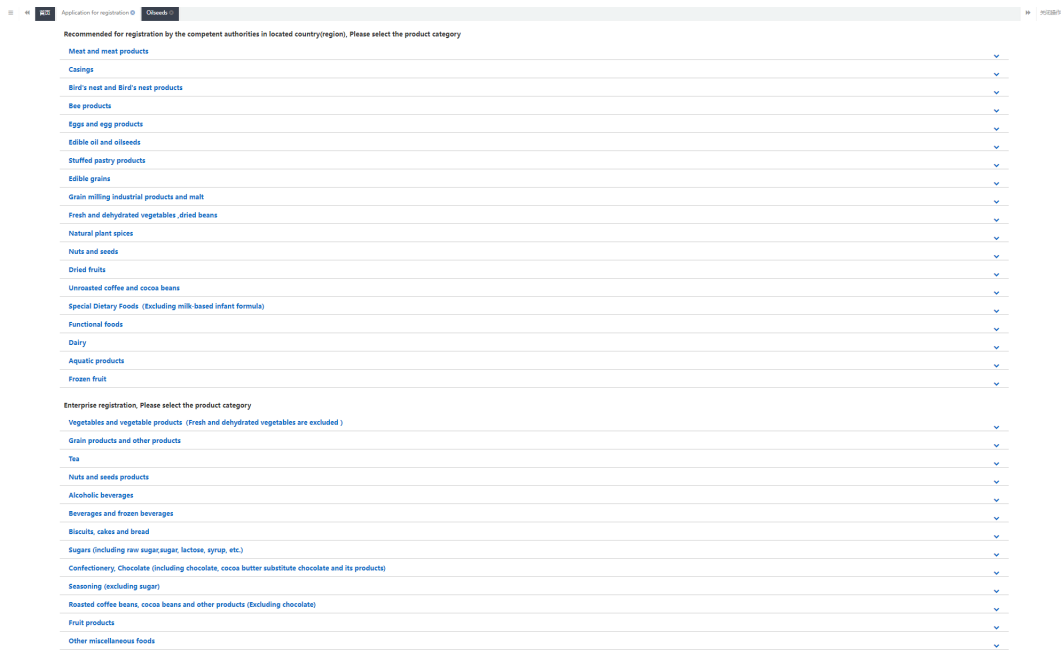 首页 Application for registration Oilseeds 关闭操作
Recommended for registration by the competent authorities in located country(region), Please select the product category
Meat and meat products
Casings
Bird's nest and Bird's nest products
Bee products
Eggs and egg products
Edible oil and oilseeds
Stuffed pastry products
Edible grains
Grain milling industrial products and malt
Fresh and dehydrated vegetables ,dried beans
Natural plant spices
Nuts and seeds
Dried fruits
Unroasted coffee and cocoa beans
Special Dietary Foods (Excluding milk-based infant formula)
Functional foods
Dairy
Aquatic products
Frozen fruit
Enterprise registration, Please select the product category
Vegetables and vegetable products (Fresh and dehydrated vegetables are excluded )
Grain products and other products
Tea
Nuts and seeds products
Alcoholic beverages
Beverages and frozen beverages
Biscuits, cakes and bread
Sugars (including raw sugar,sugar, lactose, syrup, etc.)
Confectionery, Chocolate (including chocolate, cocoa butter substitute chocolate and its products)
Seasoning (excluding sugar)
Roasted coffee beans, cocoa beans and other products (Excluding chocolate)
Fruit products
Other miscellaneous foods